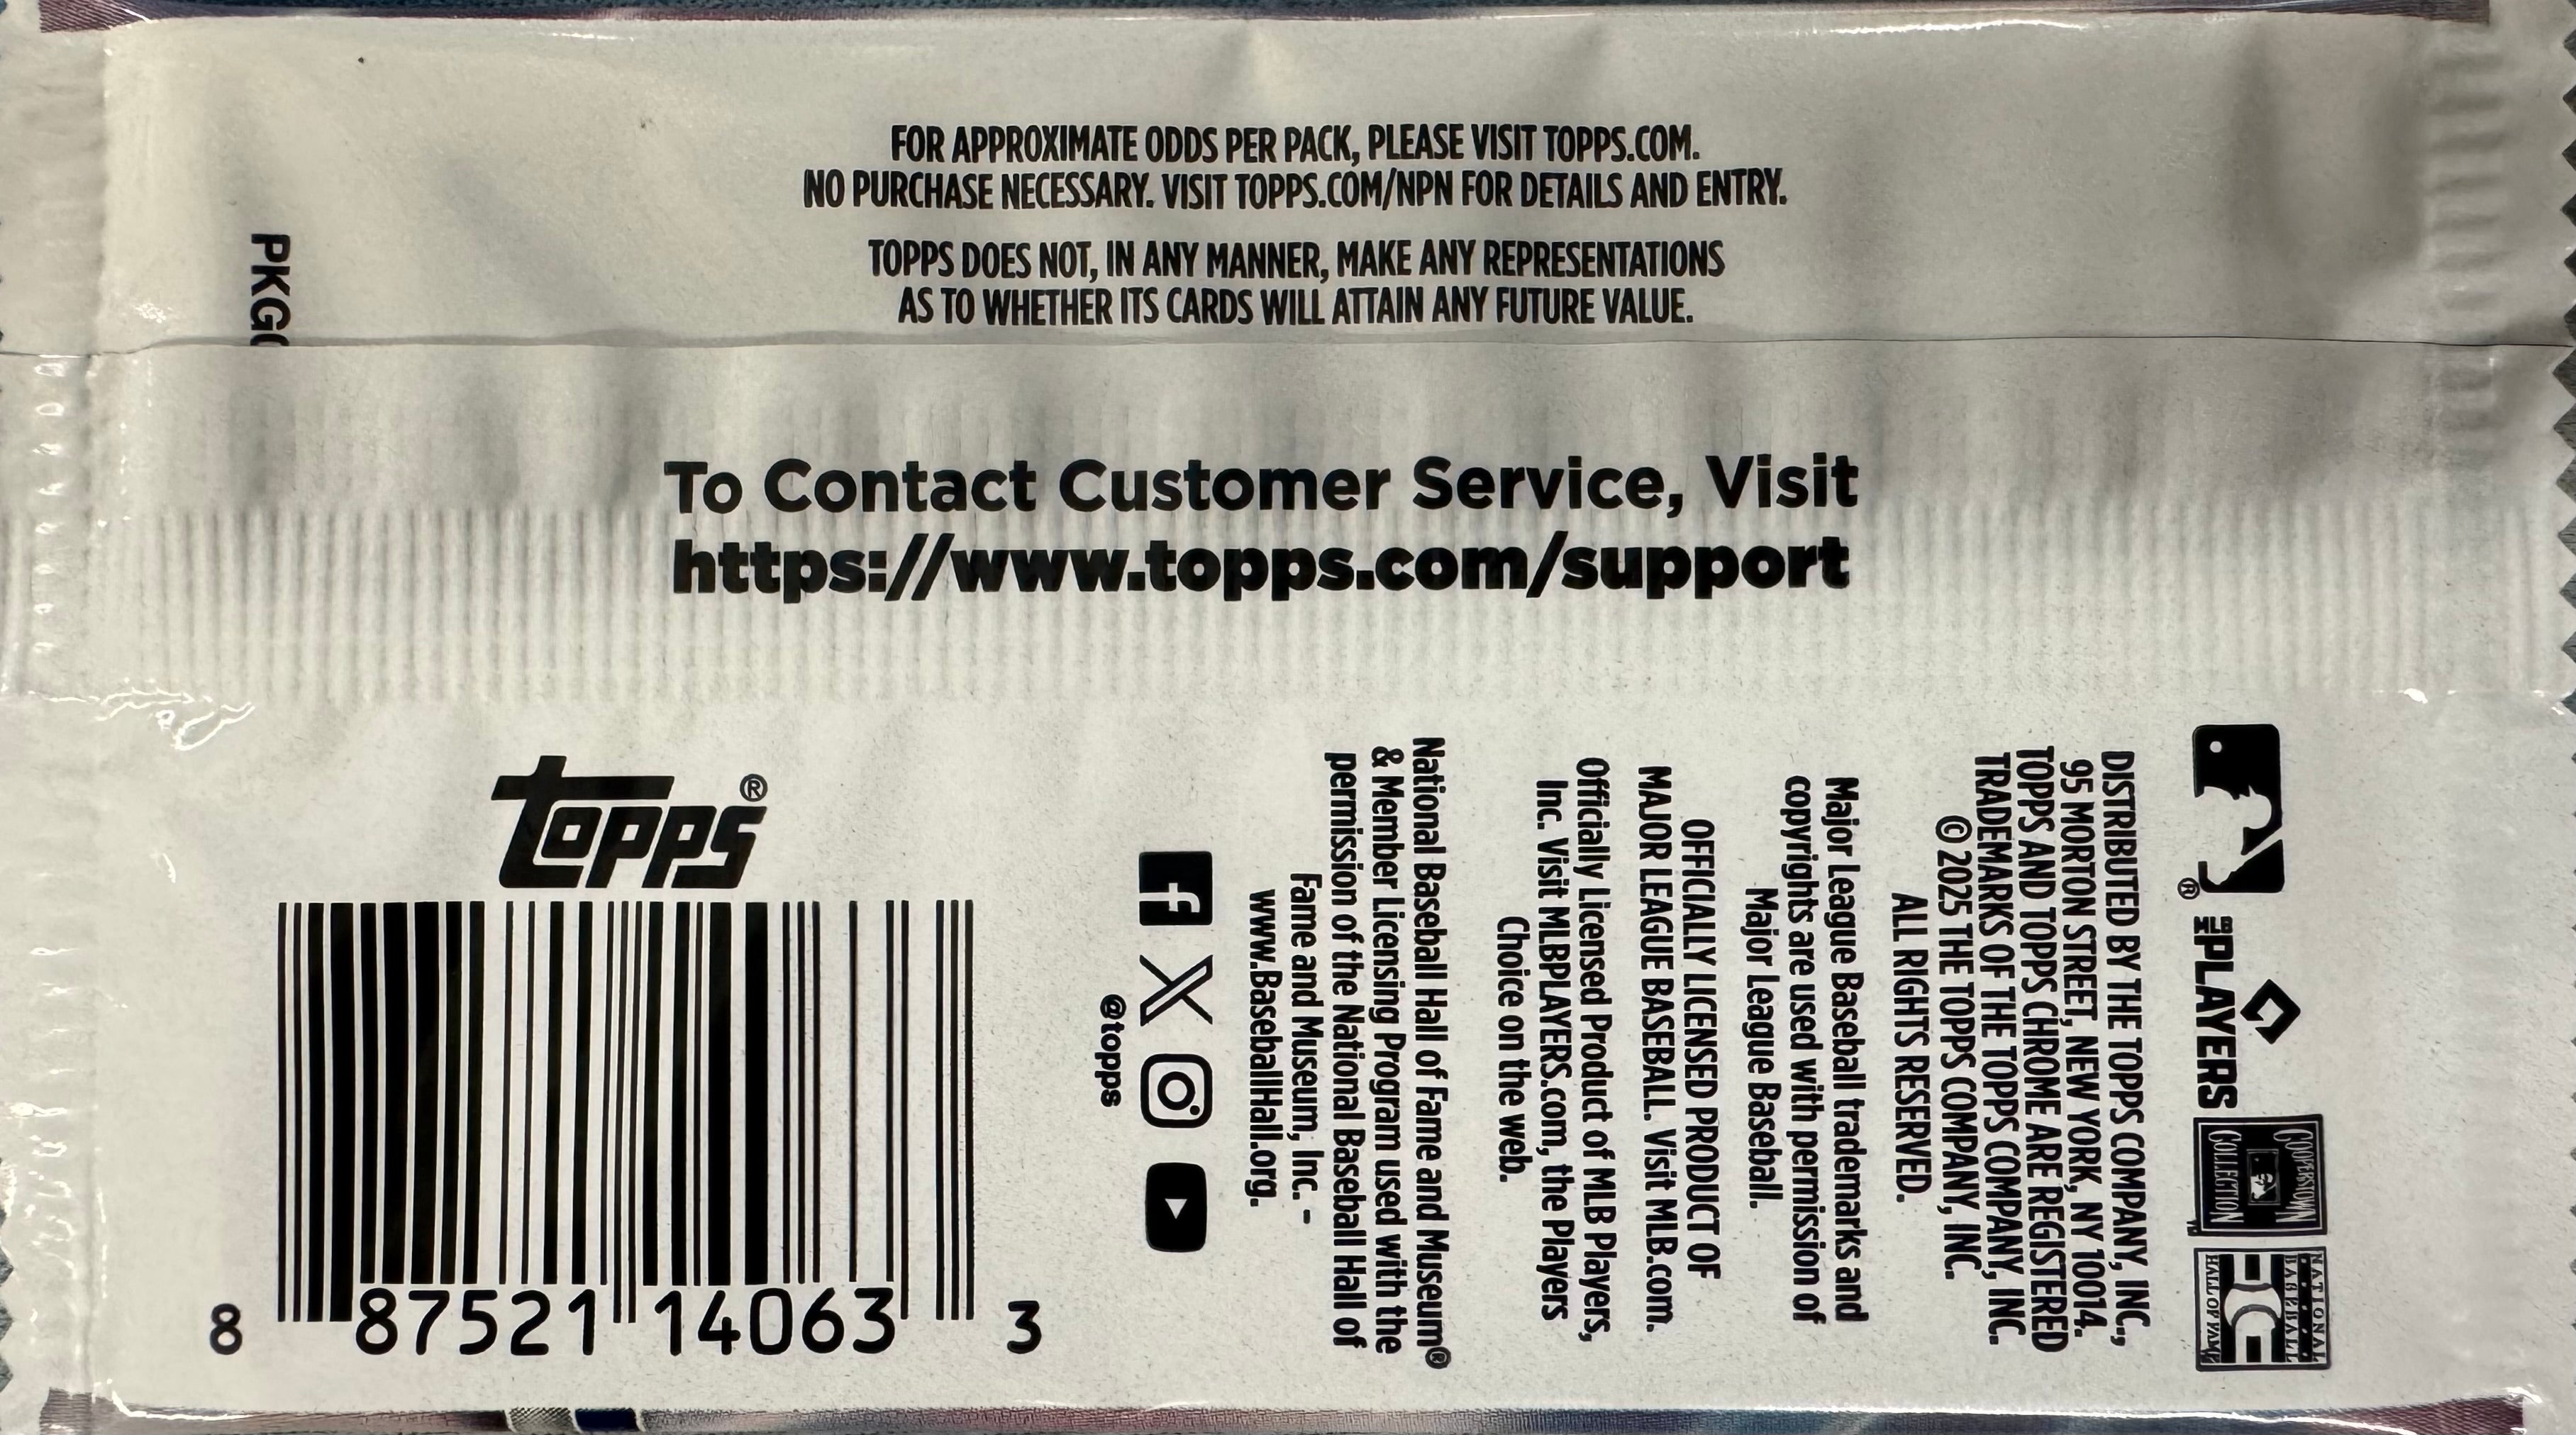 FOR APPROXIMATE ODDS PER PACK, PLEASE VISIT TOPPS.COM.
NO PURCHASE NECESSARY. VISIT TOPPS.COM/NPN FOR DETAILS AND ENTRY.
TOPPS DOES NOT, IN ANY MANNER, MAKE ANY REPRESENTATIONS
AS TO WHETHER ITS CARDS WILL ATTAIN ANY FUTURE VALUE.
To Contact Customer Service, Visit
https://www.topps.com/support
topps®
8 87521 14063 3
®
THE PLAYERS
COOPERSTOWN
COLLECTION
NATIONAL
BASEBALL
HALL OF FAME
DISTRIBUTED BY THE TOPPS COMPANY, INC.,
95 MORTON STREET, NEW YORK, NY 10014.
TOPPS AND TOPPS CHROME ARE REGISTERED
TRADEMARKS OF THE TOPPS COMPANY, INC.
© 2025 THE TOPPS COMPANY, INC.
ALL RIGHTS RESERVED.
Major League Baseball trademarks and
copyrights are used with permission of
Major League Baseball.
OFFICIALLY LICENSED PRODUCT OF
MAJOR LEAGUE BASEBALL. Visit MLB.com.
Officially Licensed Product of MLB Players,
Inc. Visit MLBPLAYERS.com, the Players
Choice on the web.
National Baseball Hall of Fame and Museum®
& Member Licensing Program used with the
permission of the National Baseball Hall of
Fame and Museum, Inc. -
www.BaseballHall.org.
@topps